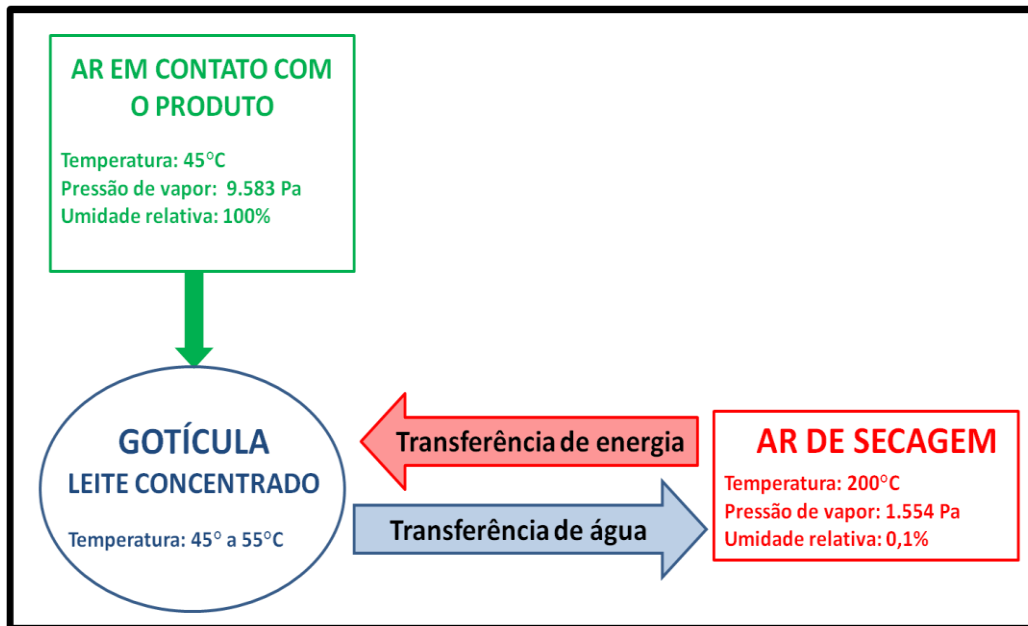 AR EM CONTATO COM
O PRODUTO
Temperatura: 45°C
Pressão de vapor: 9.583 Pa
Umidade relativa: 100%
GOTÍCULA
LEITE CONCENTRADO
Temperatura: 45° a 55°C
Transferência de energia
Transferência de água
AR DE SECAGEM
Temperatura: 200°C
Pressão de vapor: 1.554 Pa
Umidade relativa: 0,1%